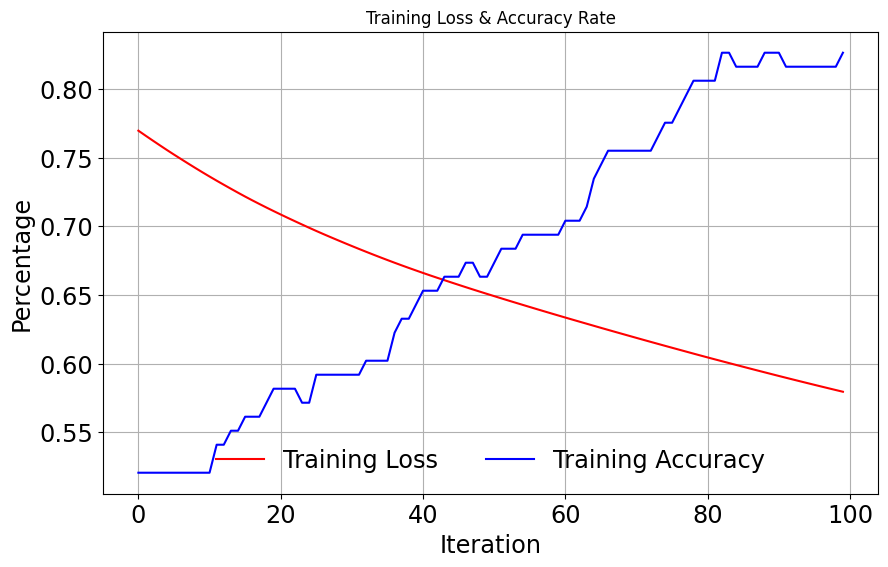 Training Loss & Accuracy Rate
0.80
0.75
0.70
0.65
0.60
0.55
Percentage
Training Loss Training Accuracy
0 20 40 60 80 100
Iteration